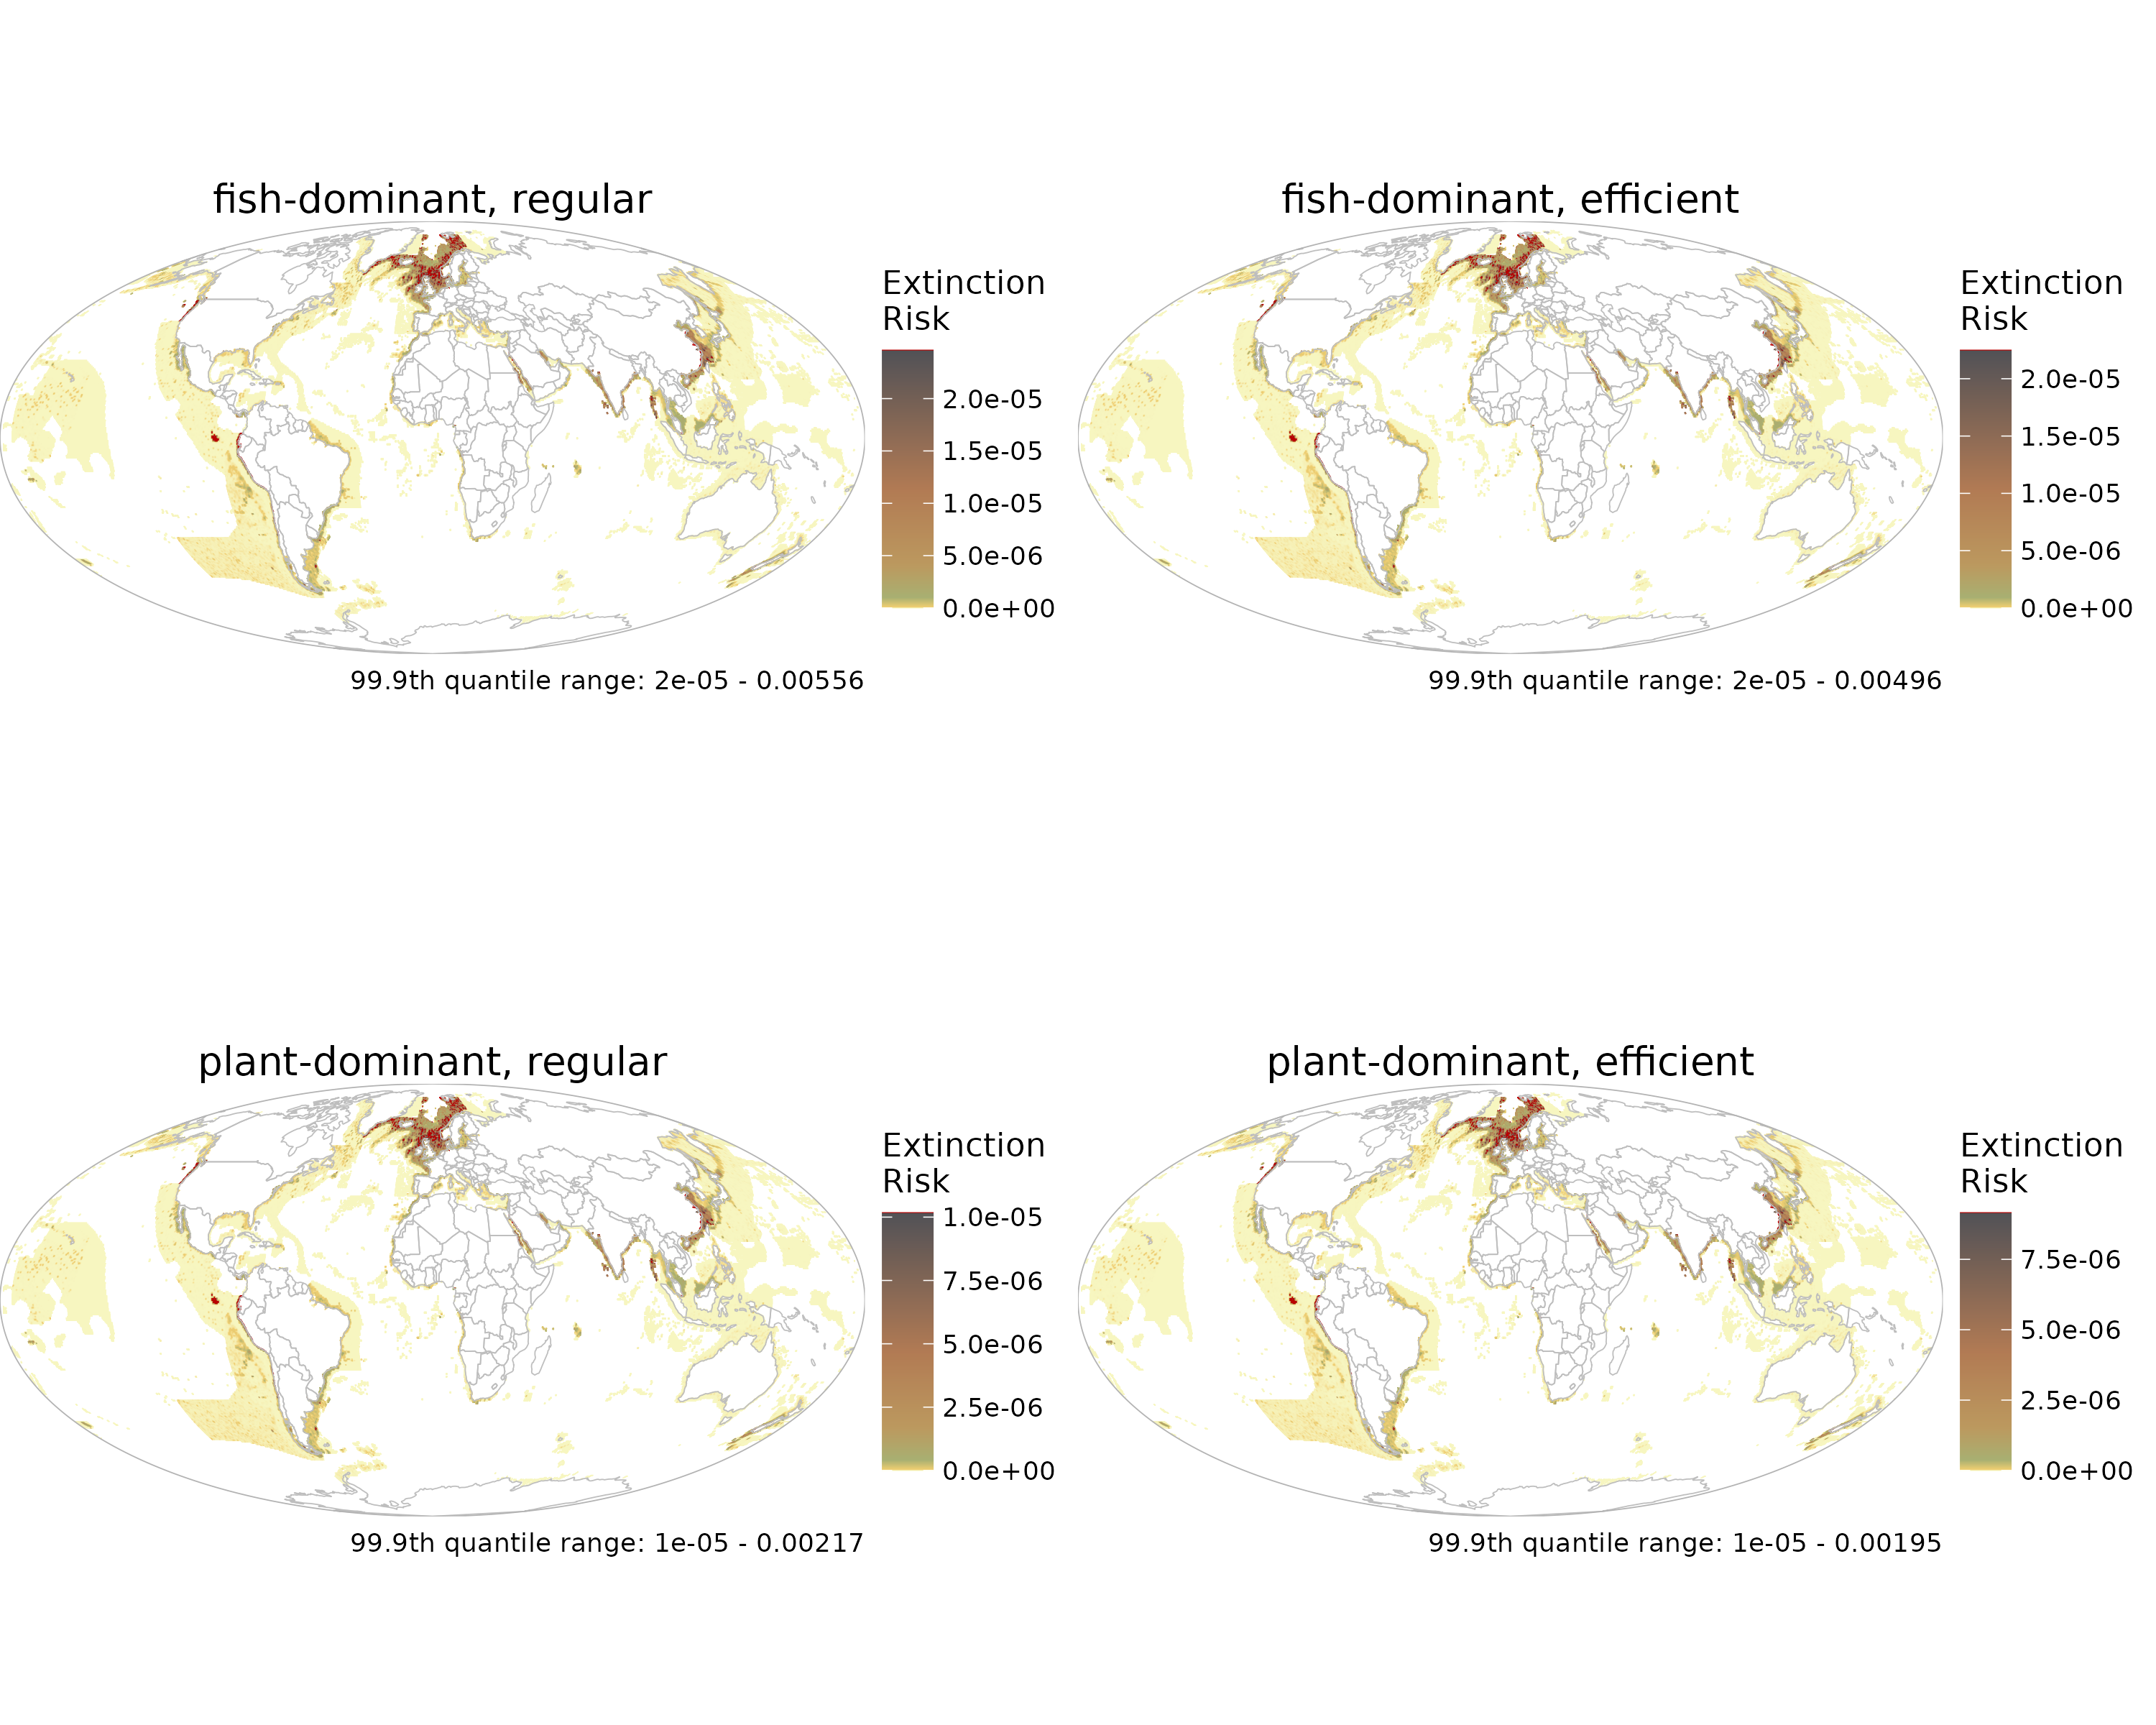 fish-dominant, regular
Extinction
Risk
2.0e-05
1.5e-05
1.0e-05
5.0e-06
0.0e+00
99.9th quantile range: 2e-05 - 0.00556
fish-dominant, efficient
Extinction
Risk
2.0e-05
1.5e-05
1.0e-05
5.0e-06
0.0e+00
99.9th quantile range: 2e-05 - 0.00496
plant-dominant, regular
Extinction
Risk
1.0e-05
7.5e-06
5.0e-06
2.5e-06
0.0e+00
99.9th quantile range: 1e-05 - 0.00217
plant-dominant, efficient
Extinction
Risk
7.5e-06
5.0e-06
2.5e-06
0.0e+00
99.9th quantile range: 1e-05 - 0.00195